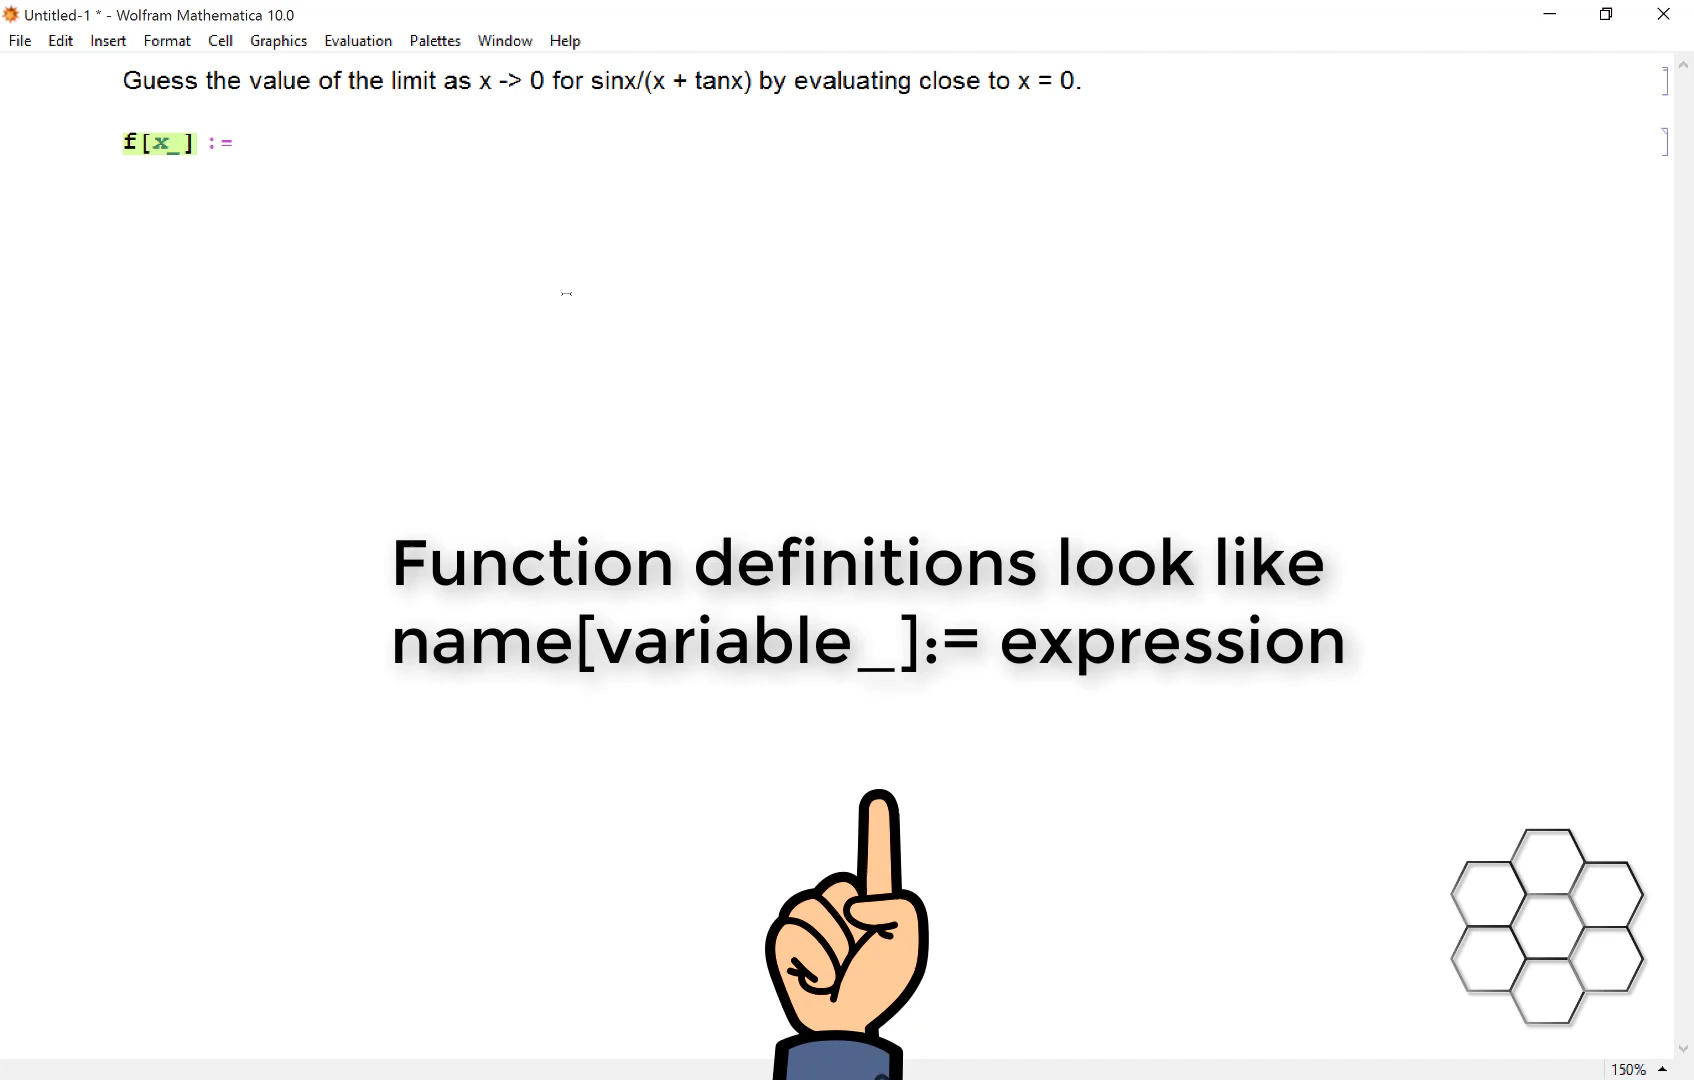 Untitled-1 * - Wolfram Mathematica 10.0
File Edit Insert Format Cell Graphics Evaluation Palettes Window Help
Guess the value of the limit as x -> 0 for sinx/(x + tanx) by evaluating close to x = 0.
f[x_] :=
Function definitions look like
name[variable_]:= expression
150%